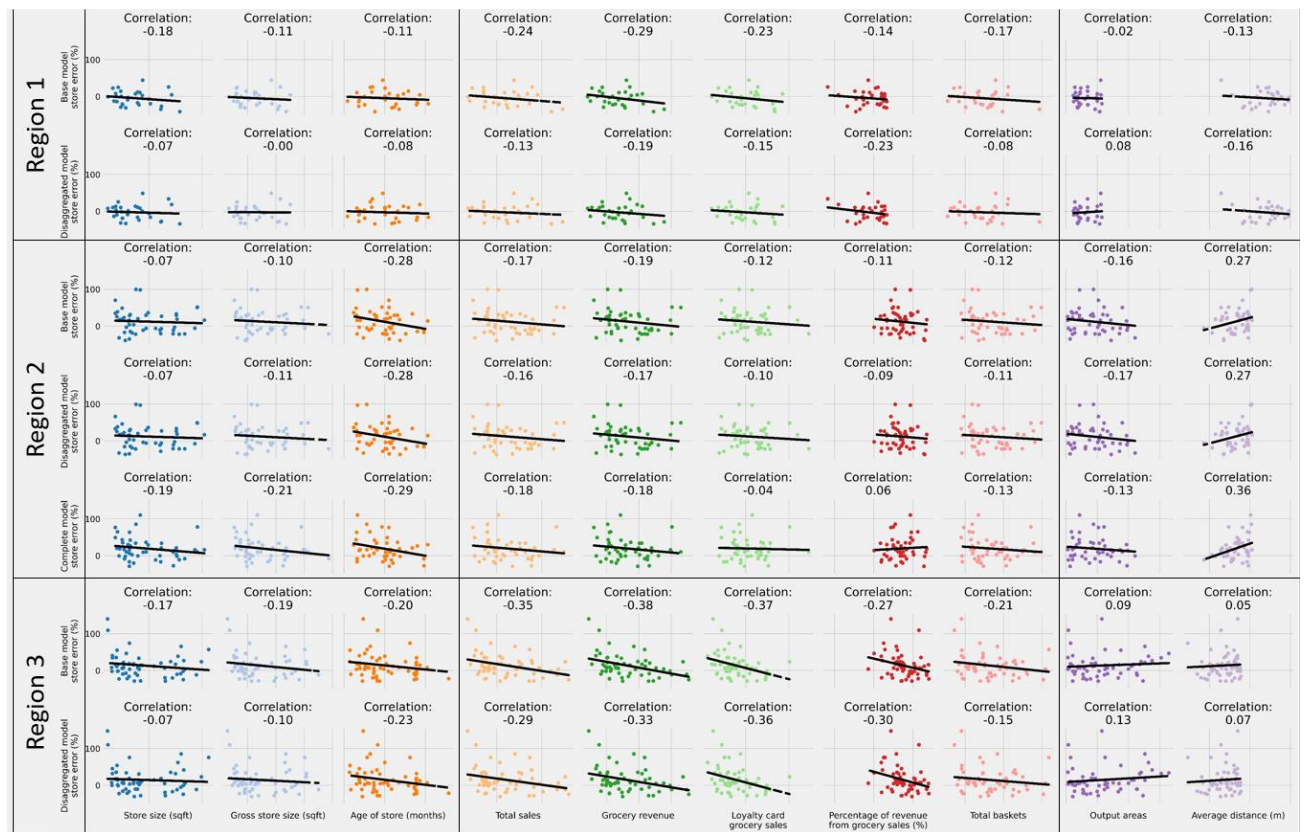 Region 1
Correlation: Correlation: Correlation: Correlation: Correlation: Correlation: Correlation: Correlation: Correlation: Correlation:
-0.18 -0.11 -0.11 -0.24 -0.29 -0.23 -0.14 -0.17 -0.02 -0.13
Base model
store error (%)
100
0
Correlation: Correlation: Correlation: Correlation: Correlation: Correlation: Correlation: Correlation: Correlation: Correlation:
-0.07 -0.00 -0.08 -0.13 -0.19 -0.15 -0.23 -0.08 0.08 -0.16
Disaggregated model
store error (%)
100
0
Region 2
Correlation: Correlation: Correlation: Correlation: Correlation: Correlation: Correlation: Correlation: Correlation: Correlation:
-0.07 -0.10 -0.28 -0.17 -0.19 -0.12 -0.11 -0.12 -0.16 0.27
Base model
store error (%)
100
0
Correlation: Correlation: Correlation: Correlation: Correlation: Correlation: Correlation: Correlation: Correlation: Correlation:
-0.07 -0.11 -0.28 -0.16 -0.17 -0.10 -0.09 -0.11 -0.17 0.27
Disaggregated model
store error (%)
100
0
Correlation: Correlation: Correlation: Correlation: Correlation: Correlation: Correlation: Correlation: Correlation: Correlation:
-0.19 -0.21 -0.29 -0.18 -0.18 -0.04 0.06 -0.13 -0.13 0.36
Complete model
store error (%)
100
0
Region 3
Correlation: Correlation: Correlation: Correlation: Correlation: Correlation: Correlation: Correlation: Correlation: Correlation:
-0.17 -0.19 -0.20 -0.35 -0.38 -0.37 -0.27 -0.21 0.09 0.05
Base model
store error (%)
100
0
Correlation: Correlation: Correlation: Correlation: Correlation: Correlation: Correlation: Correlation: Correlation: Correlation:
-0.07 -0.10 -0.23 -0.29 -0.33 -0.36 -0.30 -0.15 0.13 0.07
Disaggregated model
store error (%)
100
0
Store size (sqft) Gross store size (sqft) Age of store (months) Total sales Grocery revenue Loyalty card Percentage of revenue Total baskets Output areas Average distance (m)
grocery sales from grocery sales (%)